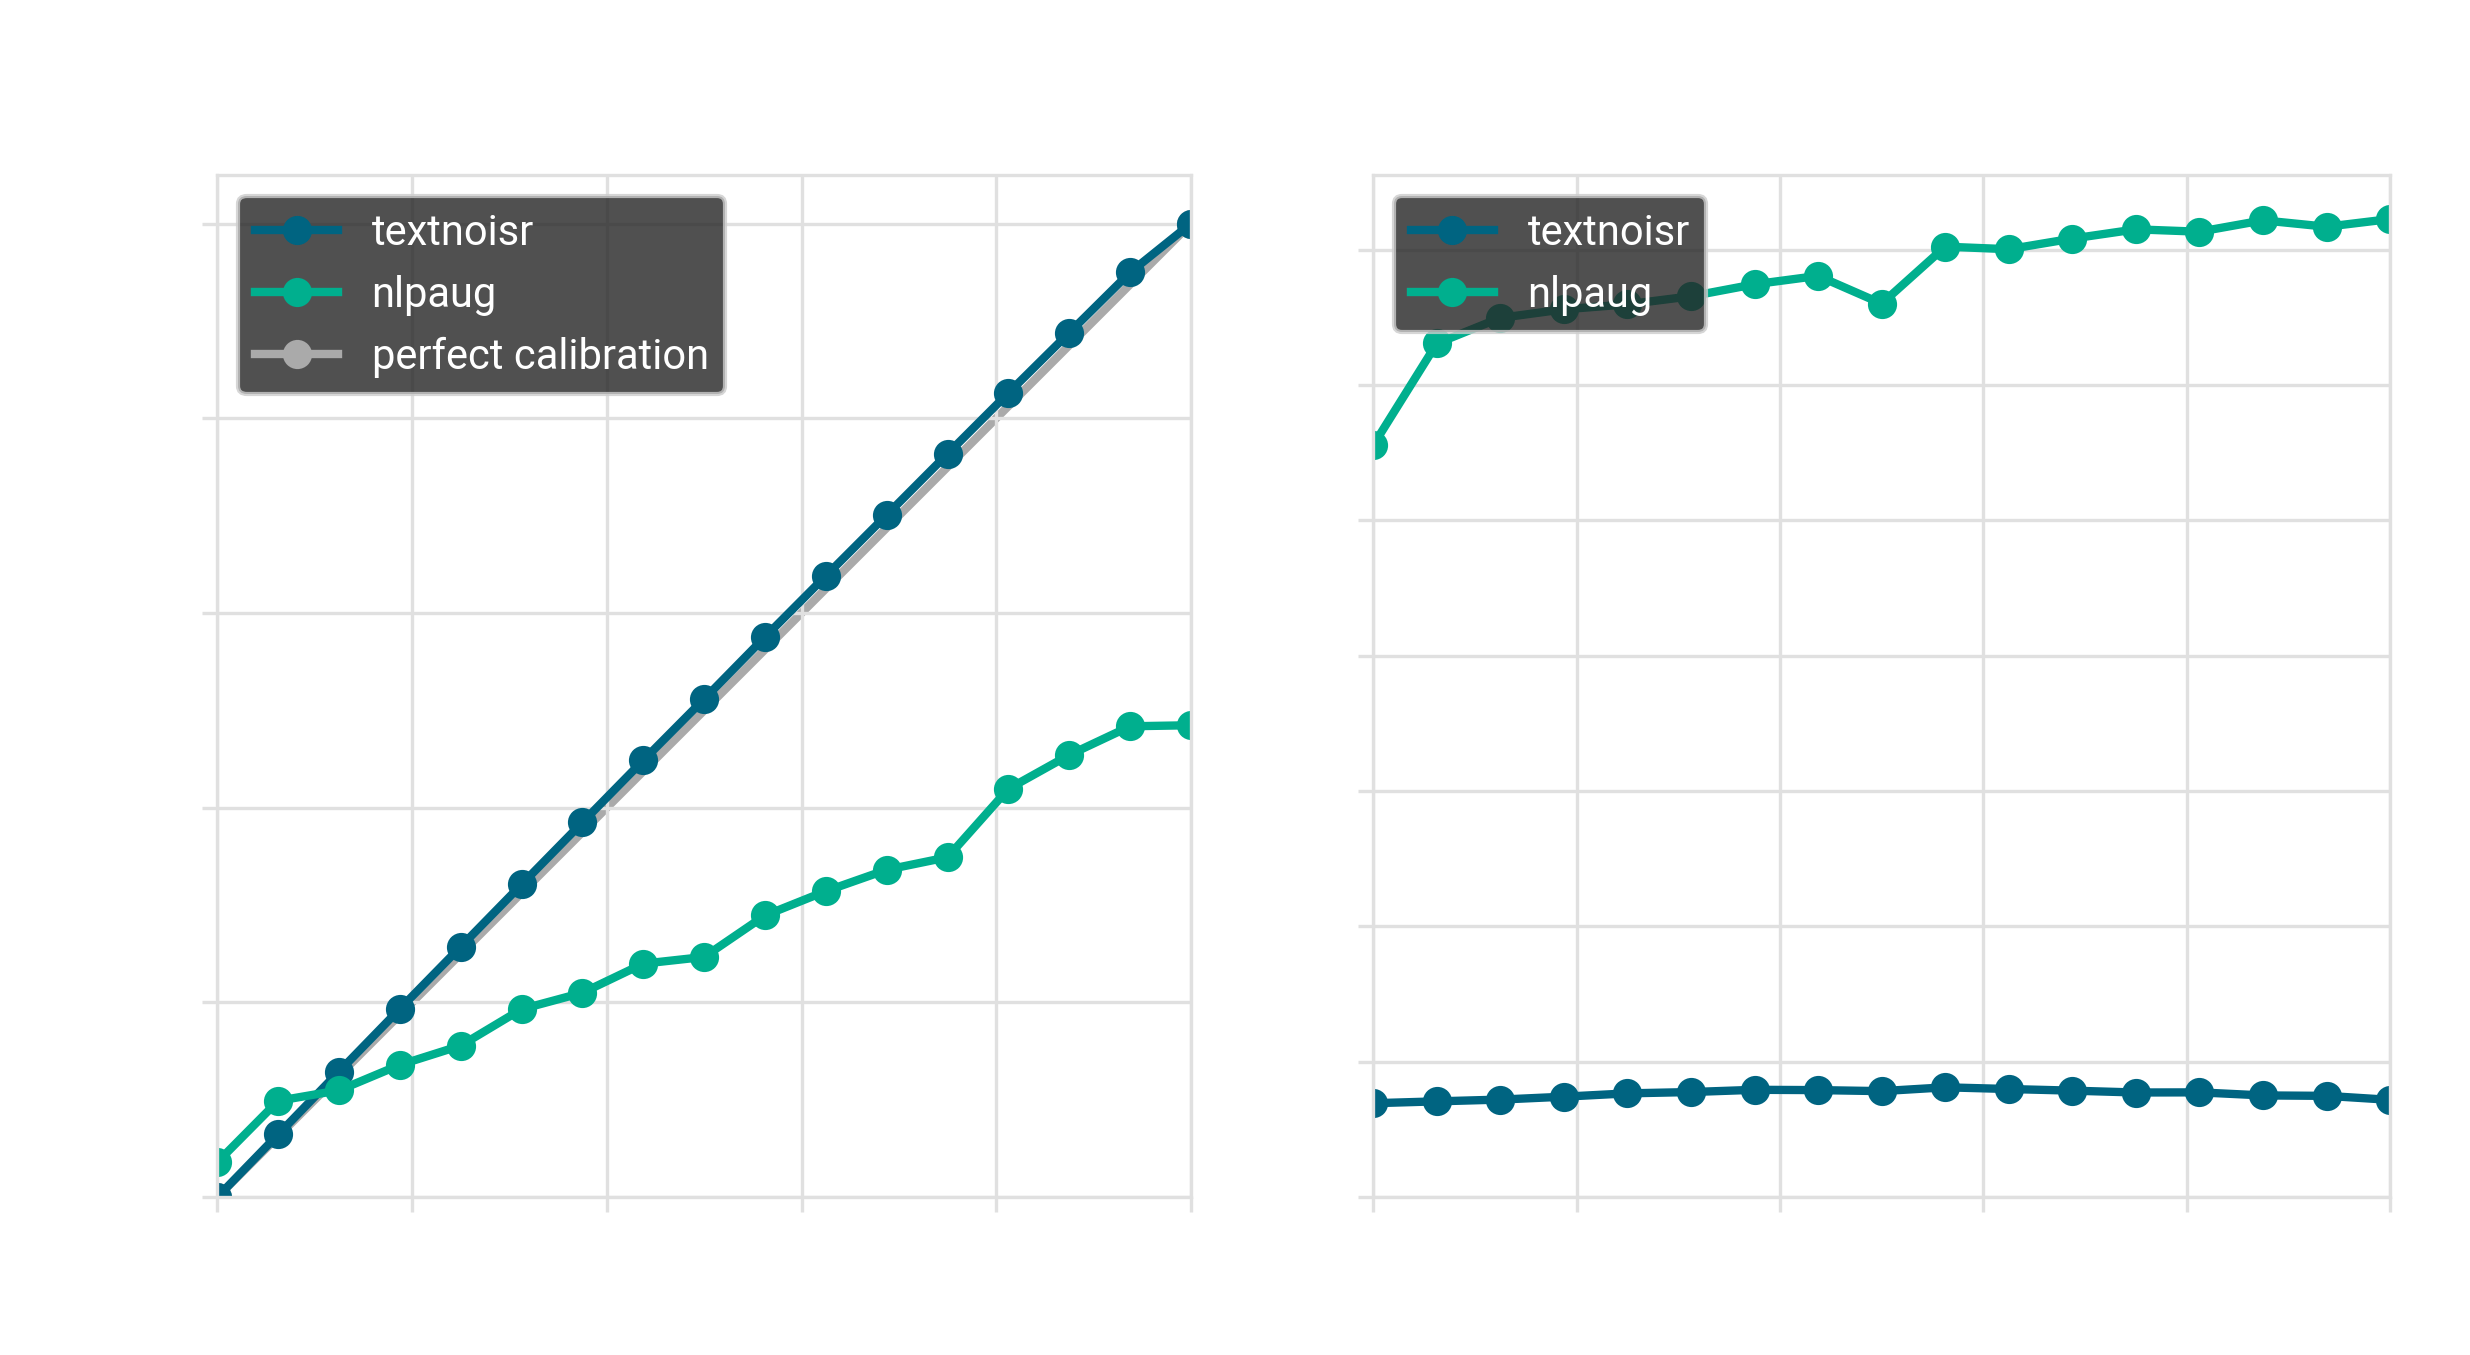 textnoisr
nlpaug
perfect calibration
textnoisr
nlpaug